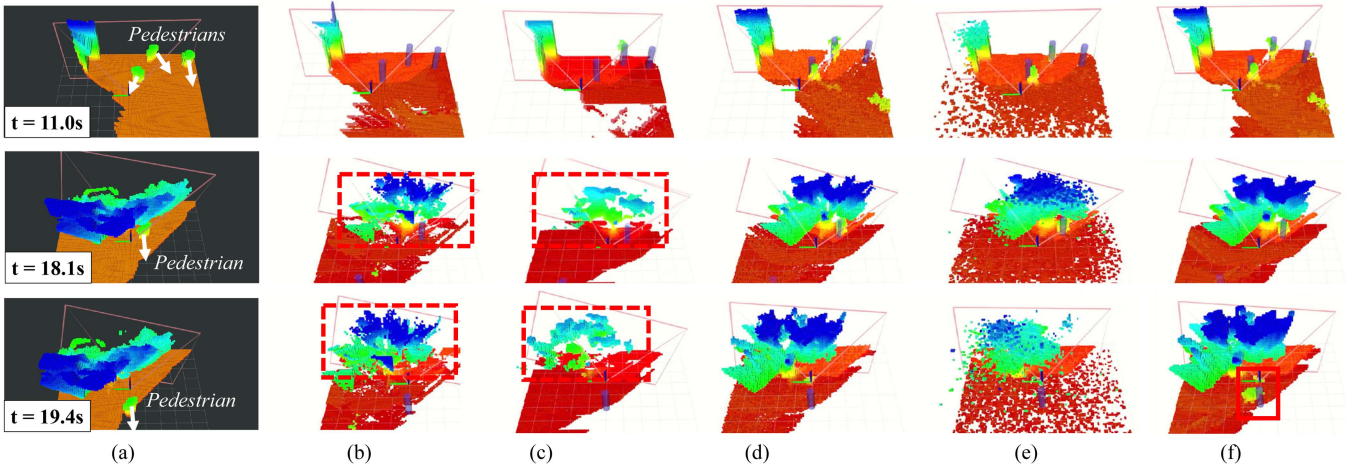 Pedestrians
t = 11.0s
t = 18.1s
Pedestrian
t = 19.4s
Pedestrian
(a)
(b)
(c)
(d)
(e)
(f)